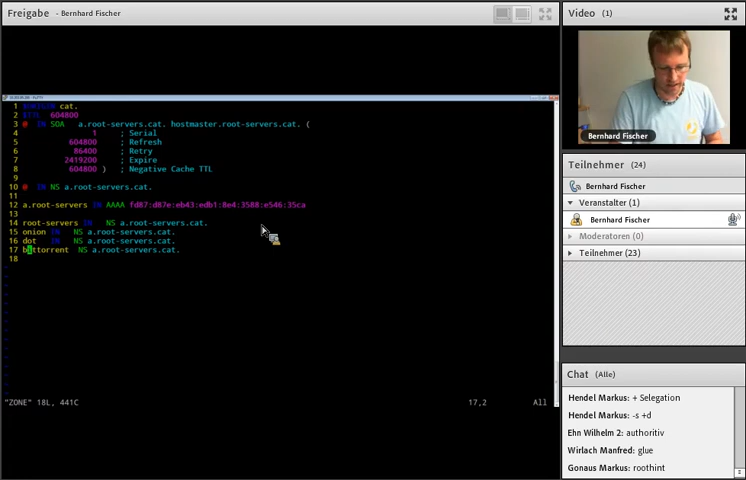 Freigabe - Bernhard Fischer
1 cat.
2 604800
3 @ IN SOA a.root-servers.cat. hostmaster.root-servers.cat. (
4 1 ; Serial
5 604800 ; Refresh
6 86400 ; Retry
7 2419200 ; Expire
8 604800 ) ; Negative Cache TTL
9
10 @ IN NS a.root-servers.cat.
11
12 a.root-servers IN AAAA fd87:d87e:eb43:edb1:8e4:3588:e546:35ca
13
14 root-servers IN NS a.root-servers.cat.
15 onion IN NS a.root-servers.cat.
16 dot IN NS a.root-servers.cat.
17 bittorrent NS a.root-servers.cat.
18
"ZONE" 18L, 441C 17,2 All
Video (1)
Bernhard Fischer
Teilnehmer (24)
Bernhard Fischer
Veranstalter (1)
Bernhard Fischer
Moderatoren (0)
Teilnehmer (23)
Chat (Alle)
Hendel Markus: + Selegation
Hendel Markus: -s +d
Ehn Wilhelm 2: authoritiv
Wirlach Manfred: glue
Gonaus Markus: roothint